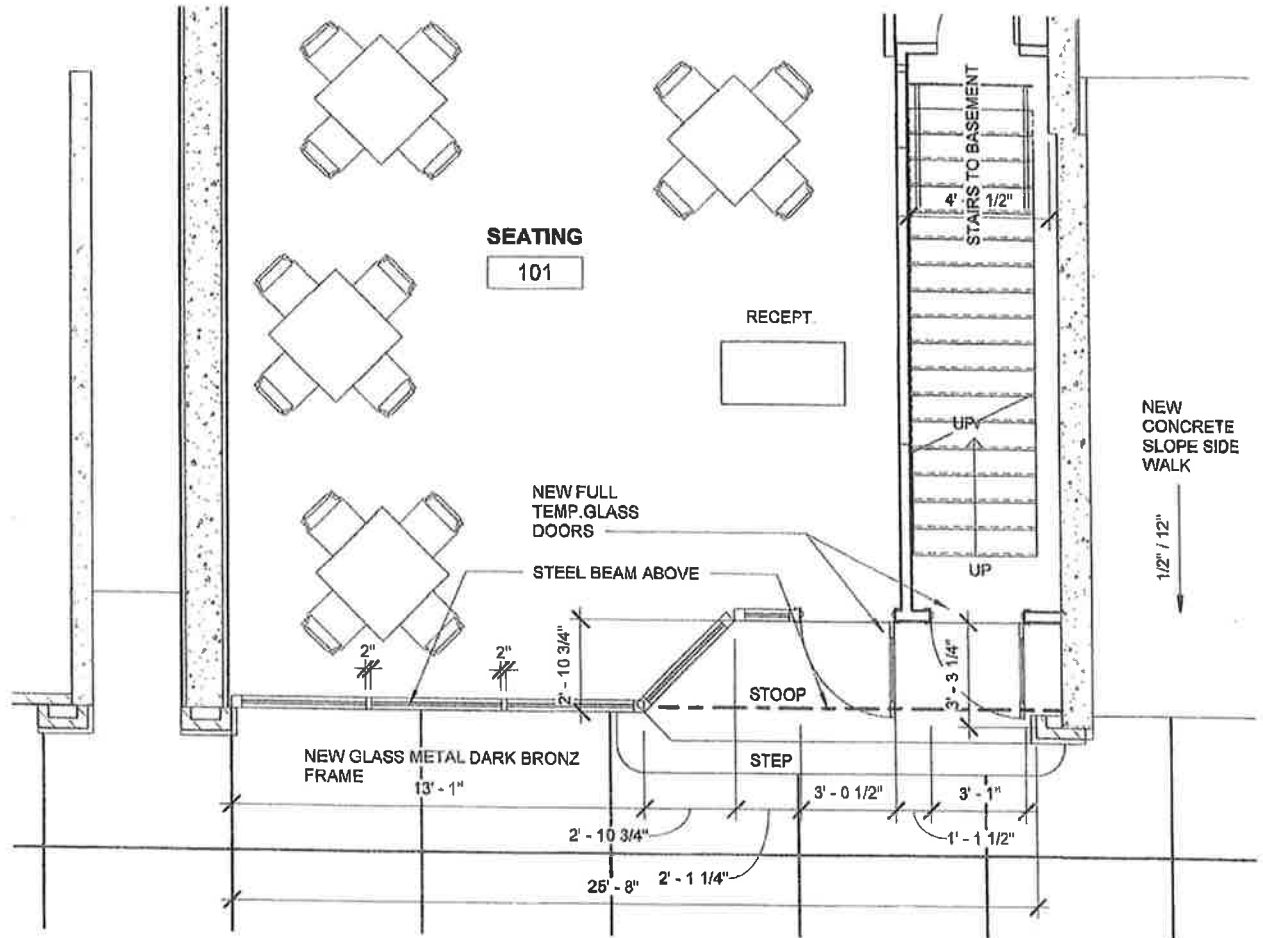 STAIRS TO BASEMENT
4' - 1/2"
SEATING
101
RECEPT.
UP
NEW
CONCRETE
SLOPE SIDE
WALK
1/2" / 12"
NEW FULL
TEMP.GLASS
DOORS
UP
STEEL BEAM ABOVE
2"
2"
2' - 10 3/4"
3' - 3 1/4"
STOOP
NEW GLASS METAL DARK BRONZ
FRAME
STEP
13' - 1"
3' - 0 1/2"
3' - 1"
2' - 10 3/4"
1' - 1 1/2"
2' - 1 1/4"
25' - 8"